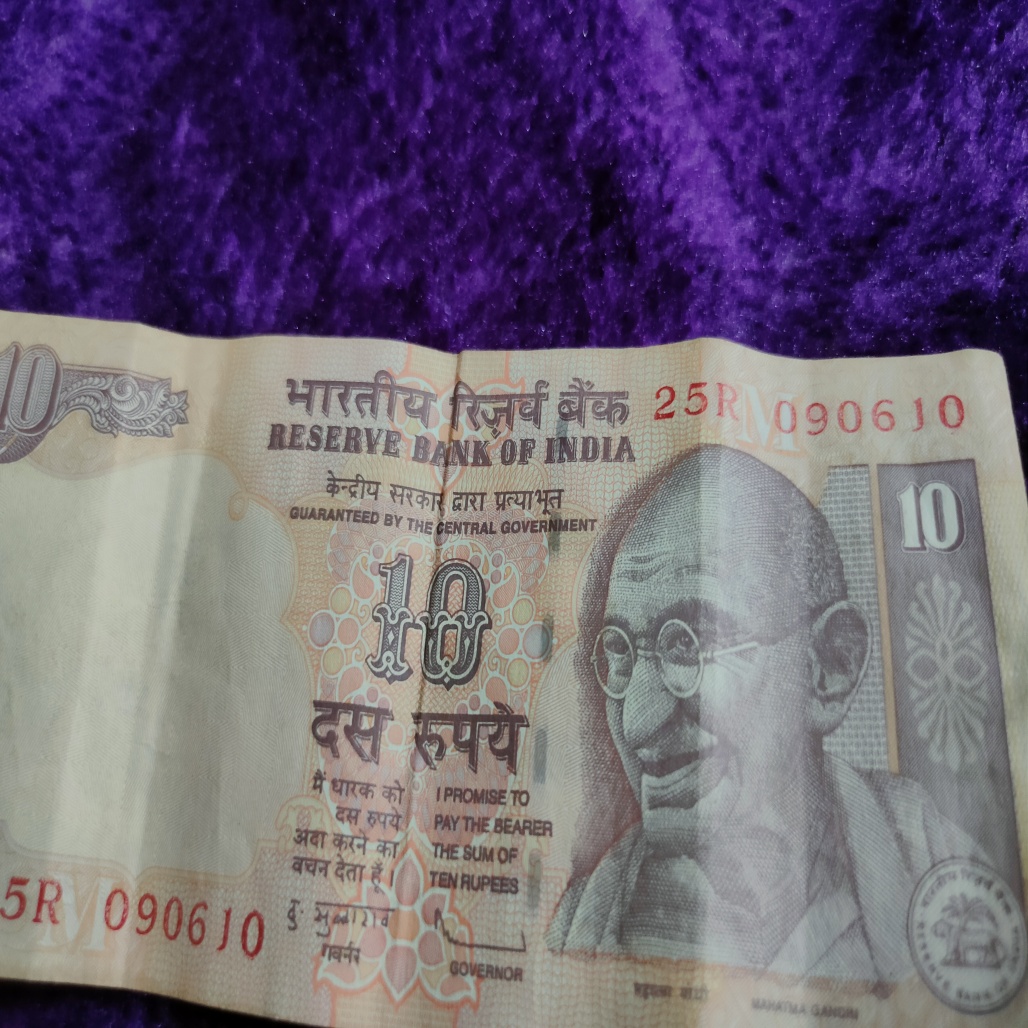 10
भारतीय रिज़र्व बैंक
25R 090610
RESERVE BANK OF INDIA
केन्द्रीय सरकार द्वारा प्रत्याभूत
GUARANTEED BY THE CENTRAL GOVERNMENT
10
10
दस रुपये
मैं धारक को
दस रुपये
अदा करने का
वचन देता हूँ।
I PROMISE TO
PAY THE BEARER
THE SUM OF
TEN RUPEES
5R 090610
गवर्नर
GOVERNOR
MAHATMA GANDHI